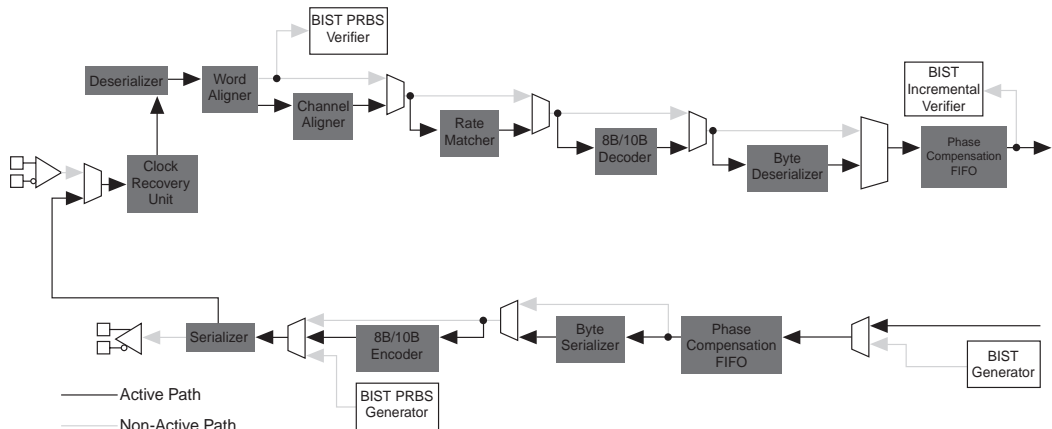 BIST PRBS
Verifier
Deserializer
Word
Aligner
Channel
Aligner
Rate
Matcher
8B/10B
Decoder
Byte
Deserializer
BIST
Incremental
Verifier
Phase
Compensation
FIFO
Clock
Recovery
Unit
Serializer
8B/10B
Encoder
BIST PRBS
Generator
Byte
Serializer
Phase
Compensation
FIFO
BIST
Generator
Active Path
Non-Active Path